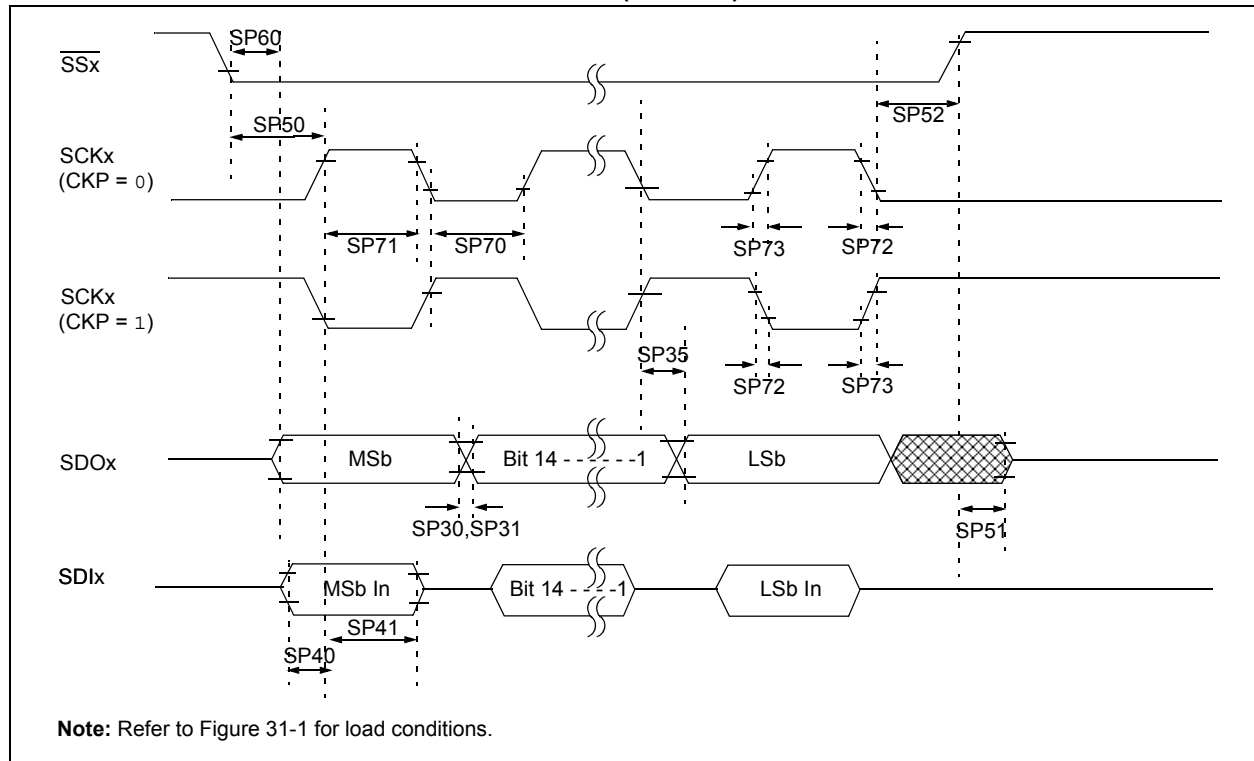 SP60
SSx
SP50
SP52
SCKx
(CKP = 0)
SP71
SP70
SP73
SP72
SCKx
(CKP = 1)
SP35
SP72
SP73
SDOx
MSb
Bit 14 - - - - - -1
LSb
SP30,SP31
SP51
SDIx
MSb In
Bit 14 - - - -1
LSb In
SP41
SP40
Note: Refer to Figure 31-1 for load conditions.